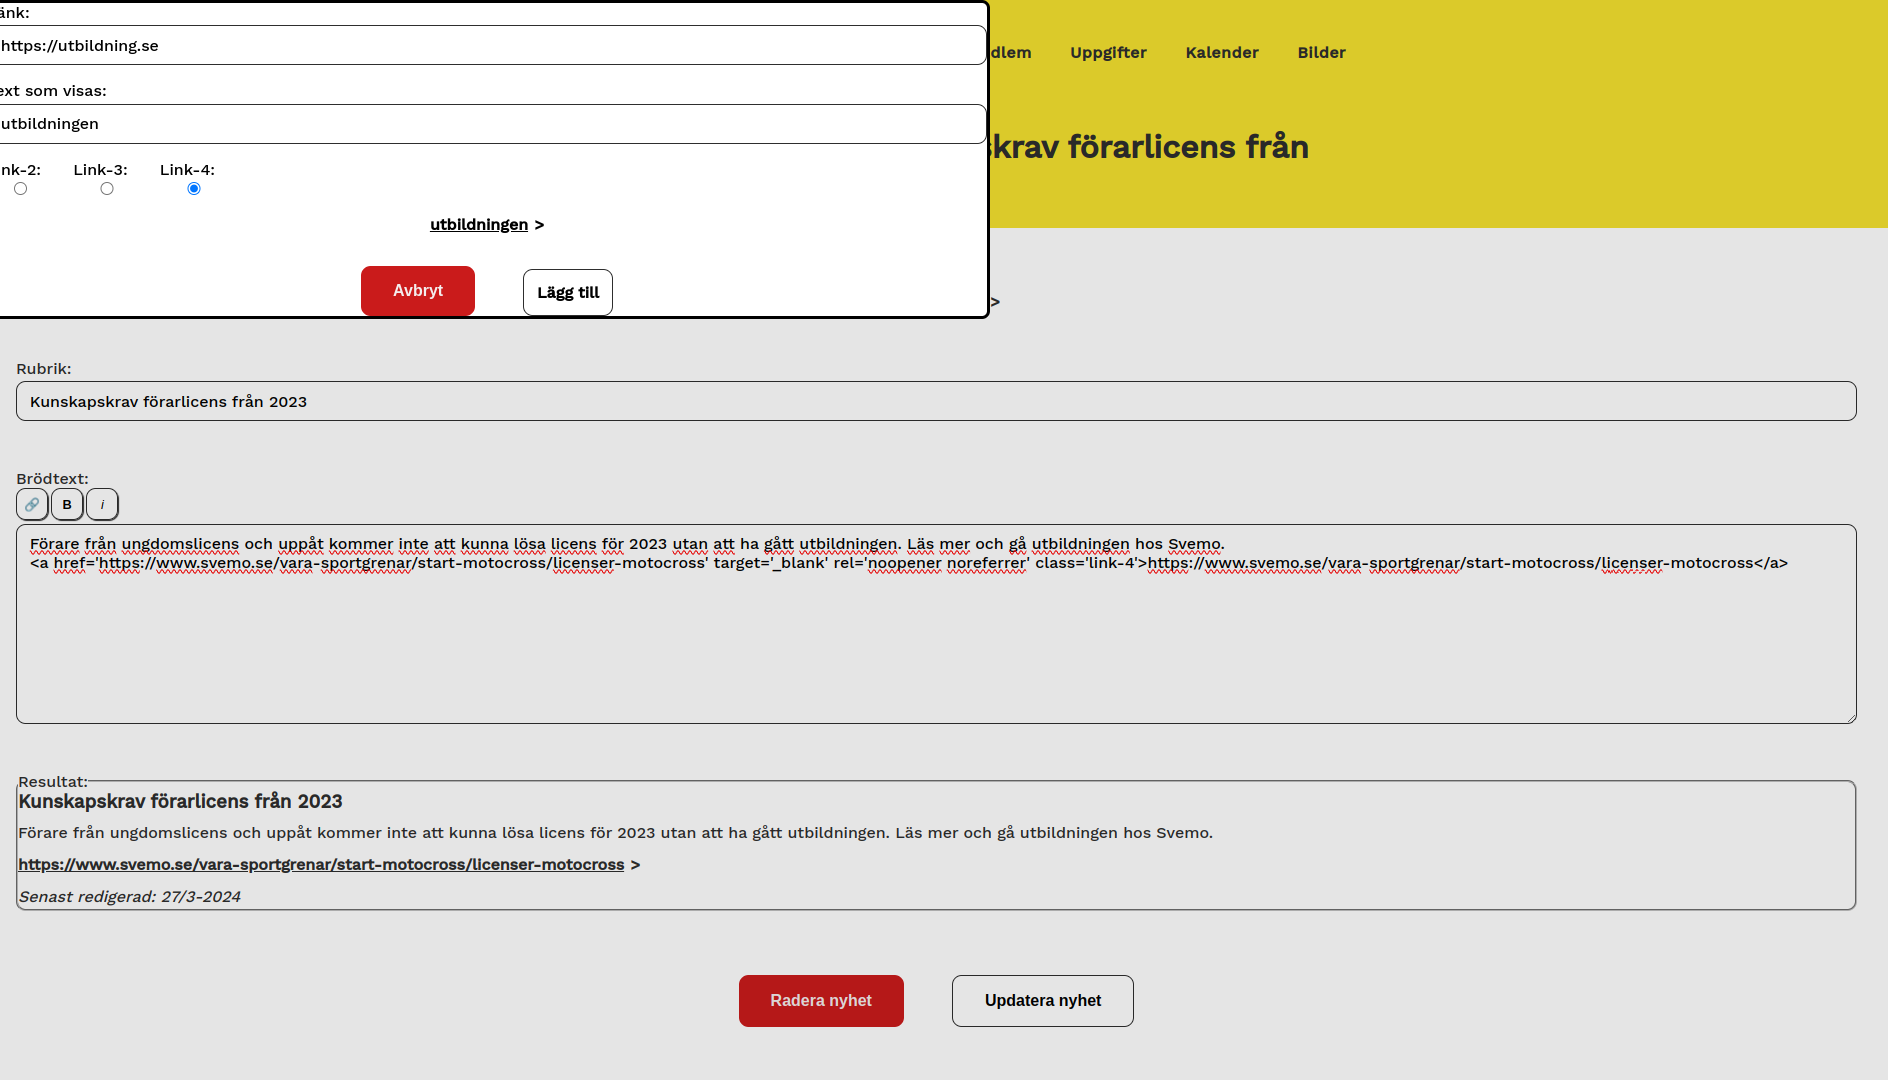 änk:
https://utbildning.se
ext som visas:
utbildningen
nk-2: Link-3: Link-4:
utbildningen >
Avbryt Lägg till
dlem Uppgifter Kalender Bilder
skrav förarlicens från
>
Rubrik:
Kunskapskrav förarlicens från 2023
Brödtext:
B i
Förare från ungdomslicens och uppåt kommer inte att kunna lösa licens för 2023 utan att ha gått utbildningen. Läs mer och gå utbildningen hos Svemo.
<a href='https://www.svemo.se/vara-sportgrenar/start-motocross/licenser-motocross' target='_blank' rel='noopener noreferrer' class='link-4'>https://www.svemo.se/vara-sportgrenar/start-motocross/licenser-motocross</a>
Resultat:
Kunskapskrav förarlicens från 2023
Förare från ungdomslicens och uppåt kommer inte att kunna lösa licens för 2023 utan att ha gått utbildningen. Läs mer och gå utbildningen hos Svemo.
https://www.svemo.se/vara-sportgrenar/start-motocross/licenser-motocross >
Senast redigerad: 27/3-2024
Radera nyhet Updatera nyhet